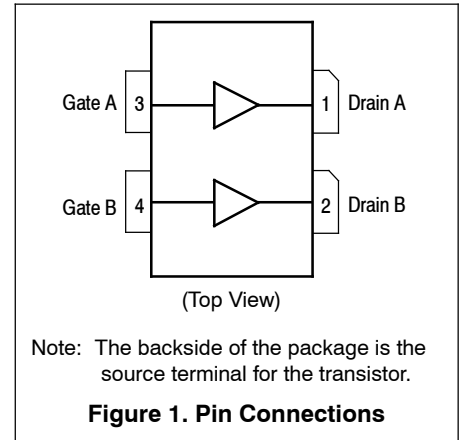 Gate A 3 1 Drain A
Gate B 4 2 Drain B
(Top View)
Note: The backside of the package is the
source terminal for the transistor.
Figure 1. Pin Connections